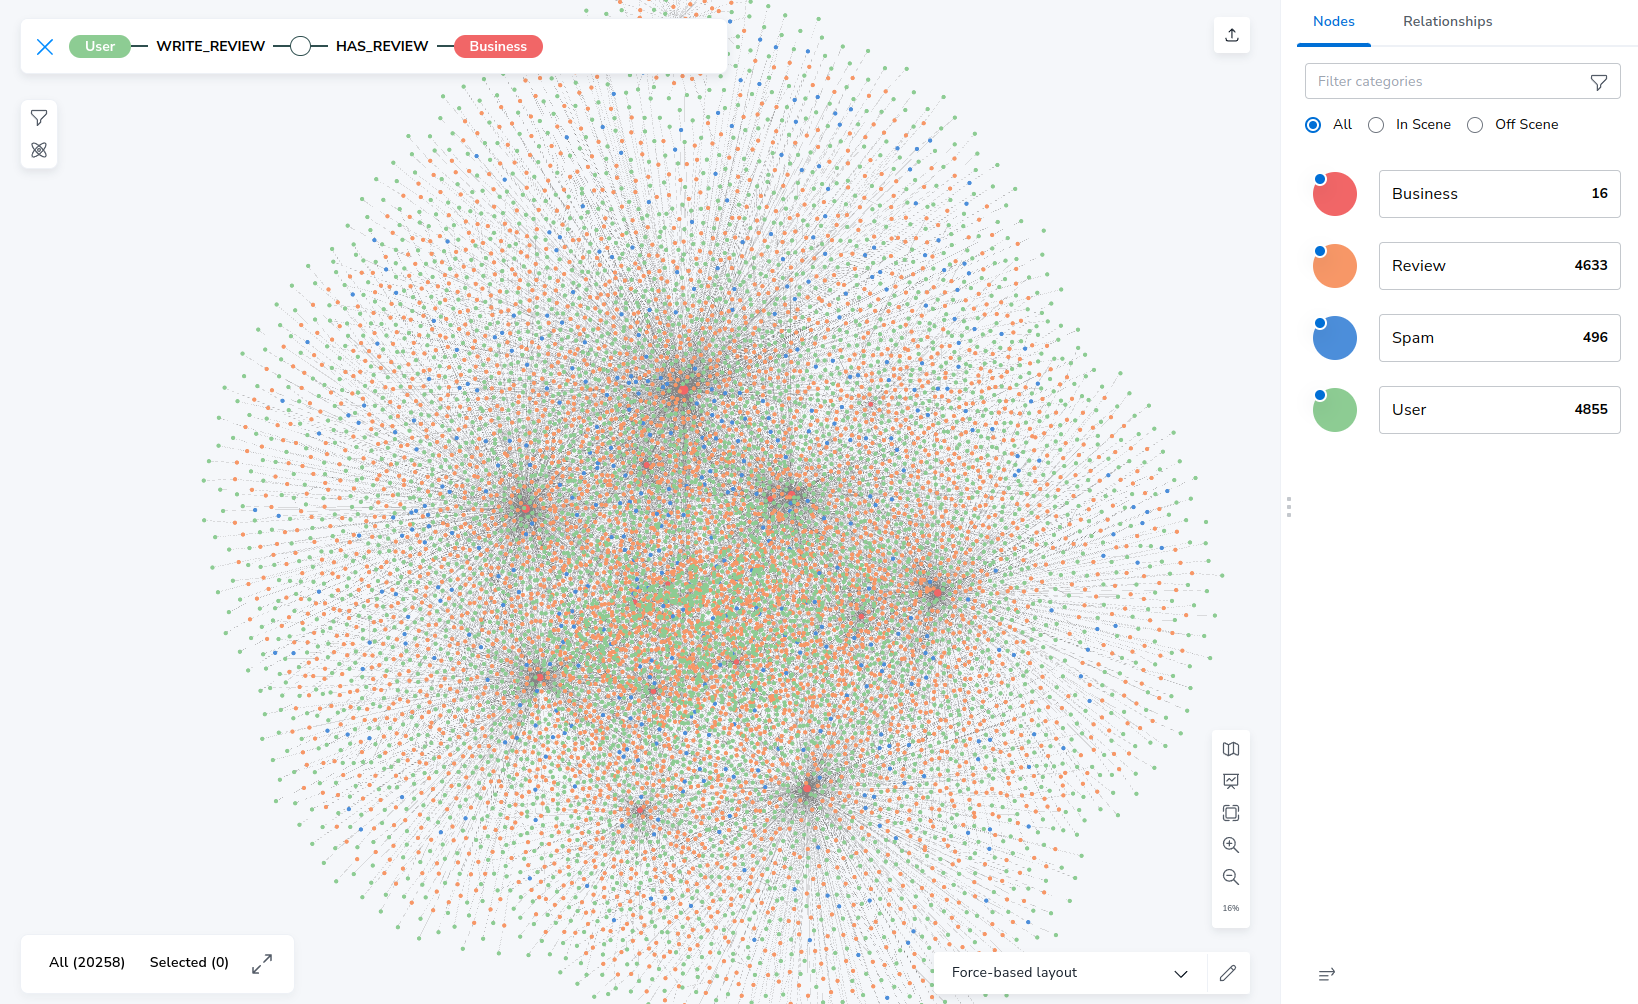 User WRITE_REVIEW HAS_REVIEW Business
Nodes Relationships
Filter categories
All In Scene Off Scene
Business 16
Review 4633
Spam 496
User 4855
16%
All (20258) Selected (0)
Force-based layout